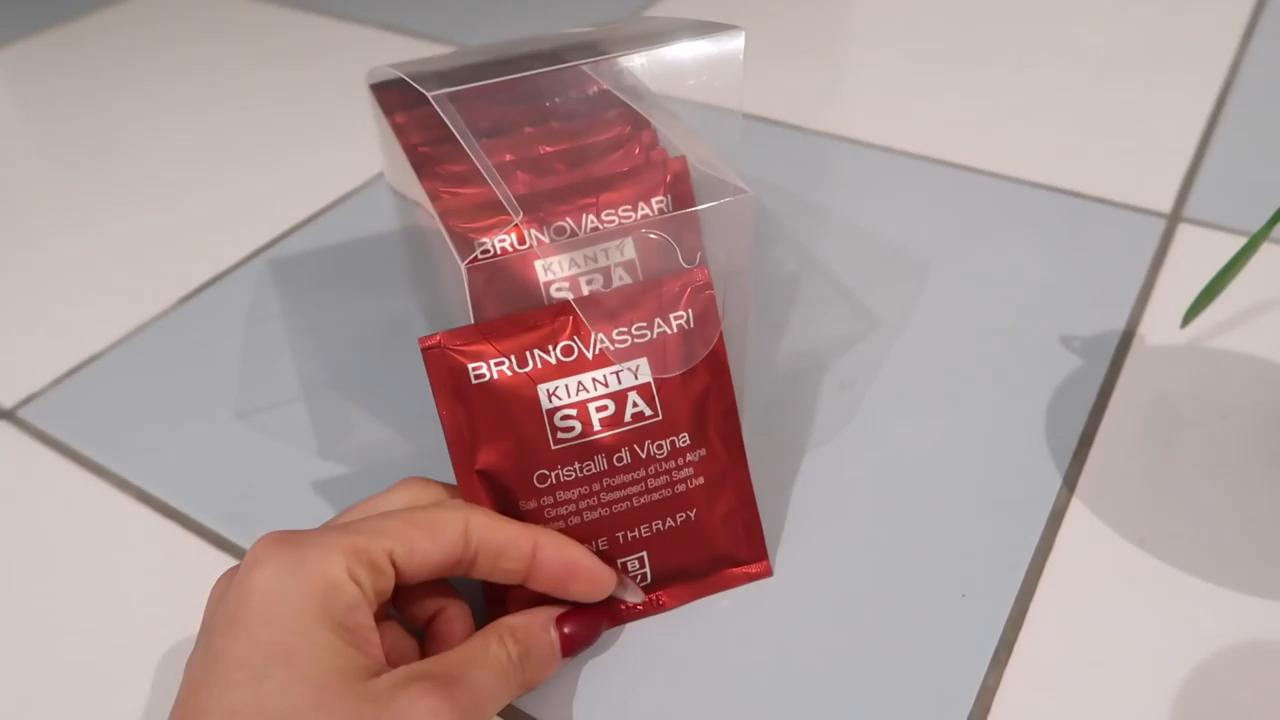 BRUNOVASSARI
KIANTY
SPA
BRUNOVASSARI
KIANTY
SPA
Cristalli di Vigna
Sali da Bagno ai Polifenoli d'Uva e Alghe
Grape and Seaweed Bath Salts
de Baño con Extracto de Uva
THERAPY
B